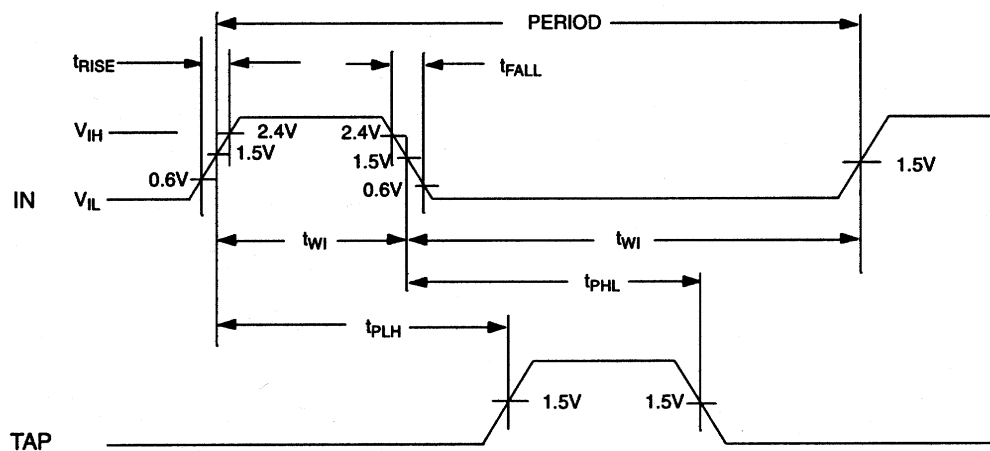 PERIOD
tRISE
tFALL
VIH
2.4V
2.4V
1.5V
1.5V
1.5V
0.6V
0.6V
IN
VIL
tWI
tWI
tPHL
tPLH
1.5V
1.5V
TAP